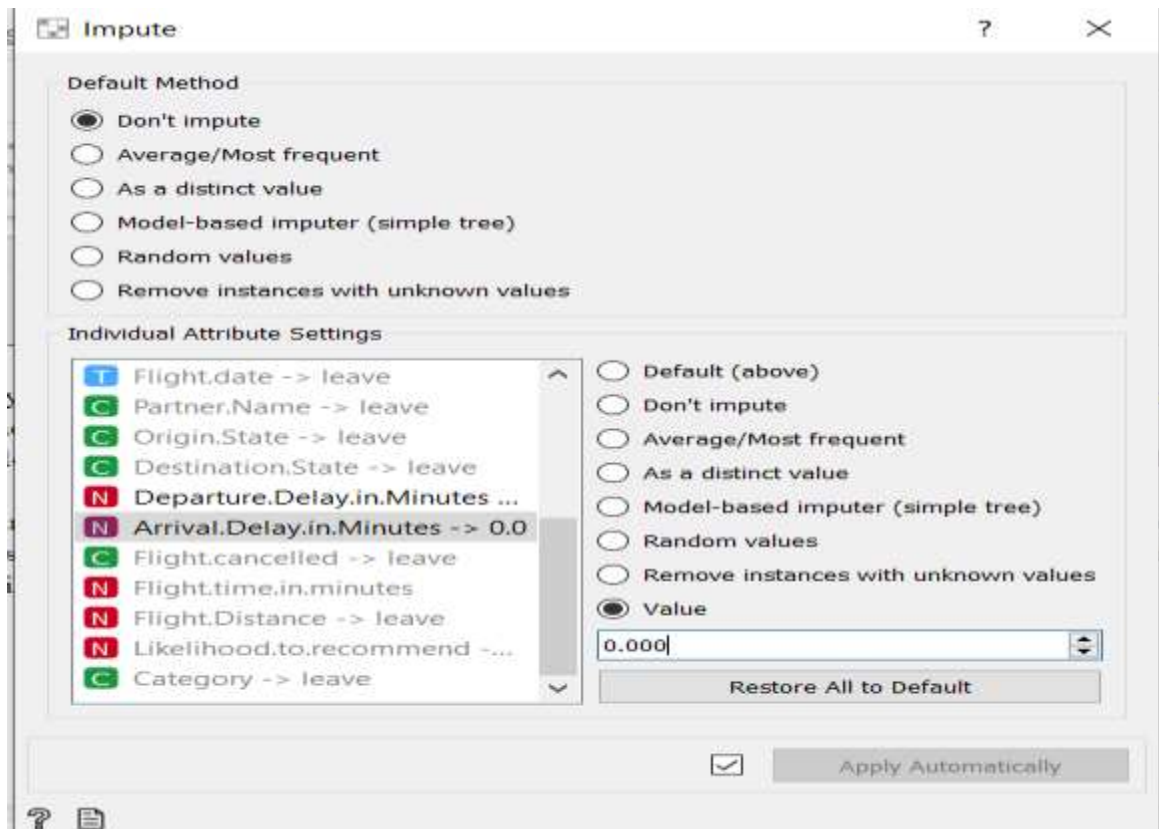 Impute ? ×
Default Method
Don't impute
Average/Most frequent
As a distinct value
Model-based imputer (simple tree)
Random values
Remove instances with unknown values
Individual Attribute Settings
T Flight.date -> leave
C Partner.Name -> leave
C Origin.State -> leave
C Destination.State -> leave
N Departure.Delay.in.Minutes ...
N Arrival.Delay.in.Minutes -> 0.0
C Flight.cancelled -> leave
N Flight.time.in.minutes
N Flight.Distance -> leave
N Likelihood.to.recommend -...
C Category -> leave
Default (above)
Don't impute
Average/Most frequent
As a distinct value
Model-based imputer (simple tree)
Random values
Remove instances with unknown values
Value
0.000
Restore All to Default
Apply Automatically
?